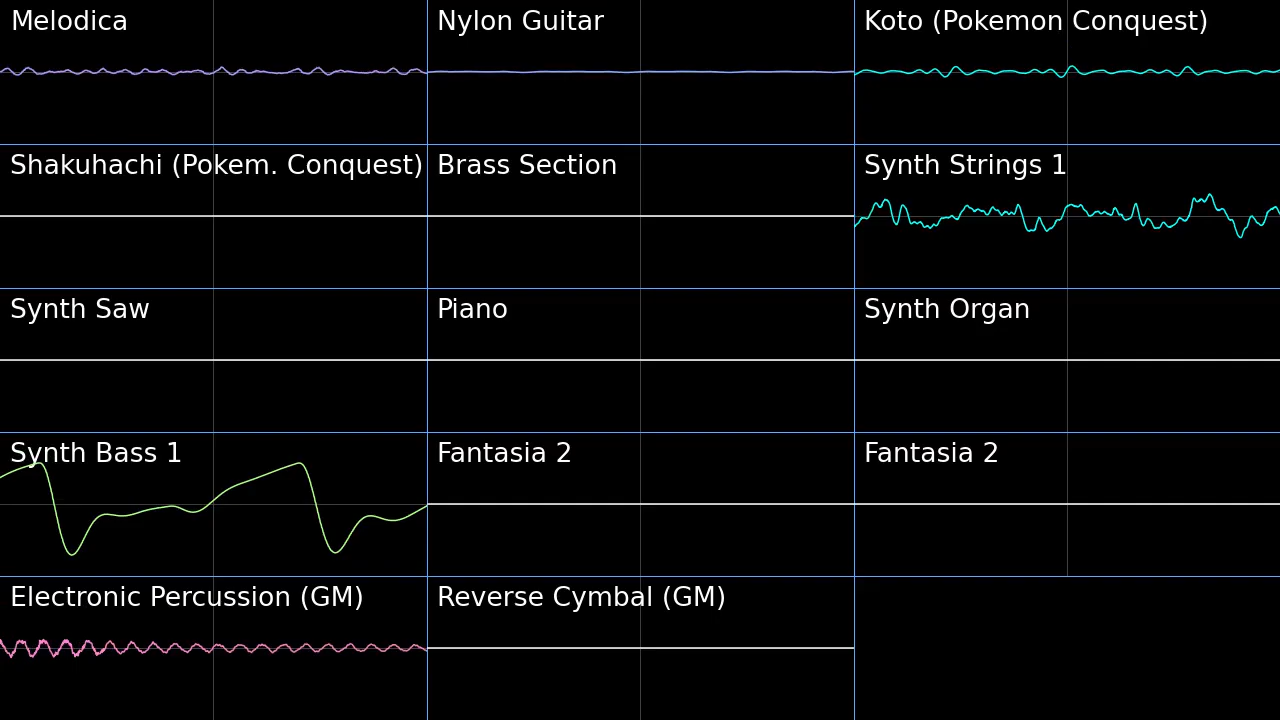 Melodica
Nylon Guitar
Koto (Pokemon Conquest)
Shakuhachi (Pokem. Conquest)
Brass Section
Synth Strings 1
Synth Saw
Piano
Synth Organ
Synth Bass 1
Fantasia 2
Fantasia 2
Electronic Percussion (GM)
Reverse Cymbal (GM)